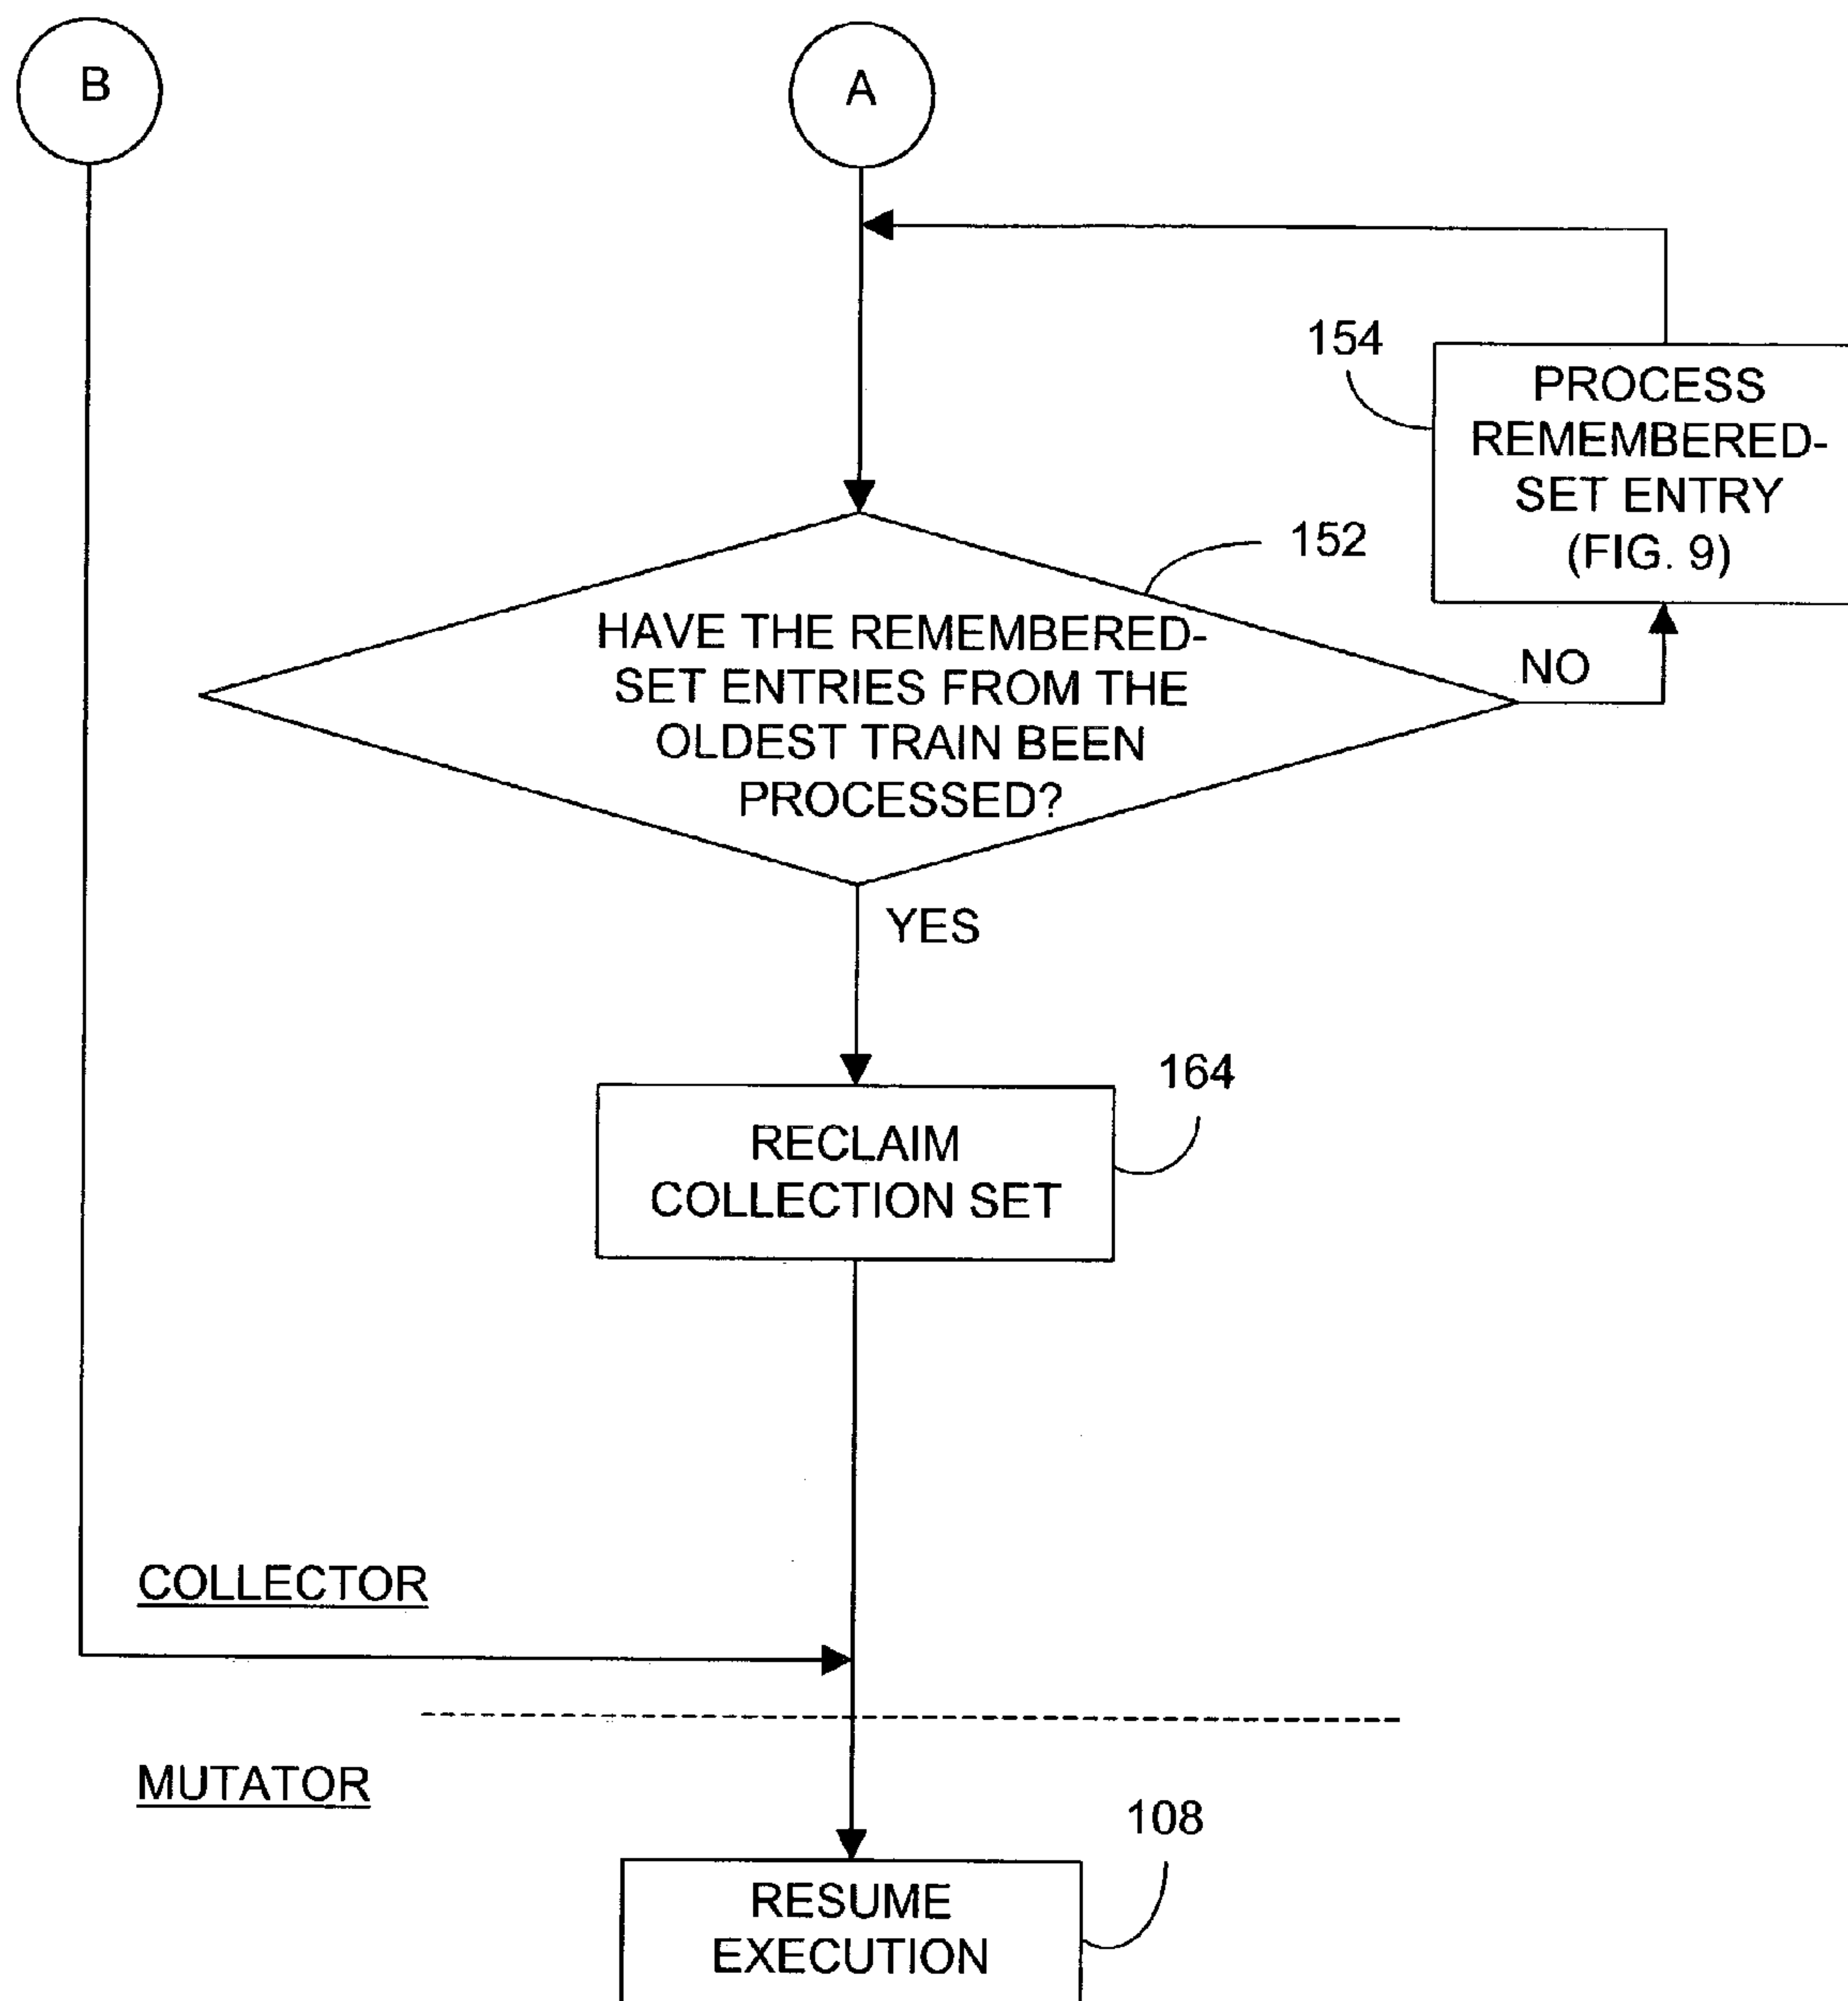 B
A
154
PROCESS
REMEMBERED-
SET ENTRY
(FIG. 9)
152
HAVE THE REMEMBERED-
SET ENTRIES FROM THE
OLDEST TRAIN BEEN
PROCESSED?
NO
YES
164
RECLAIM
COLLECTION SET
COLLECTOR
MUTATOR
108
RESUME
EXECUTION